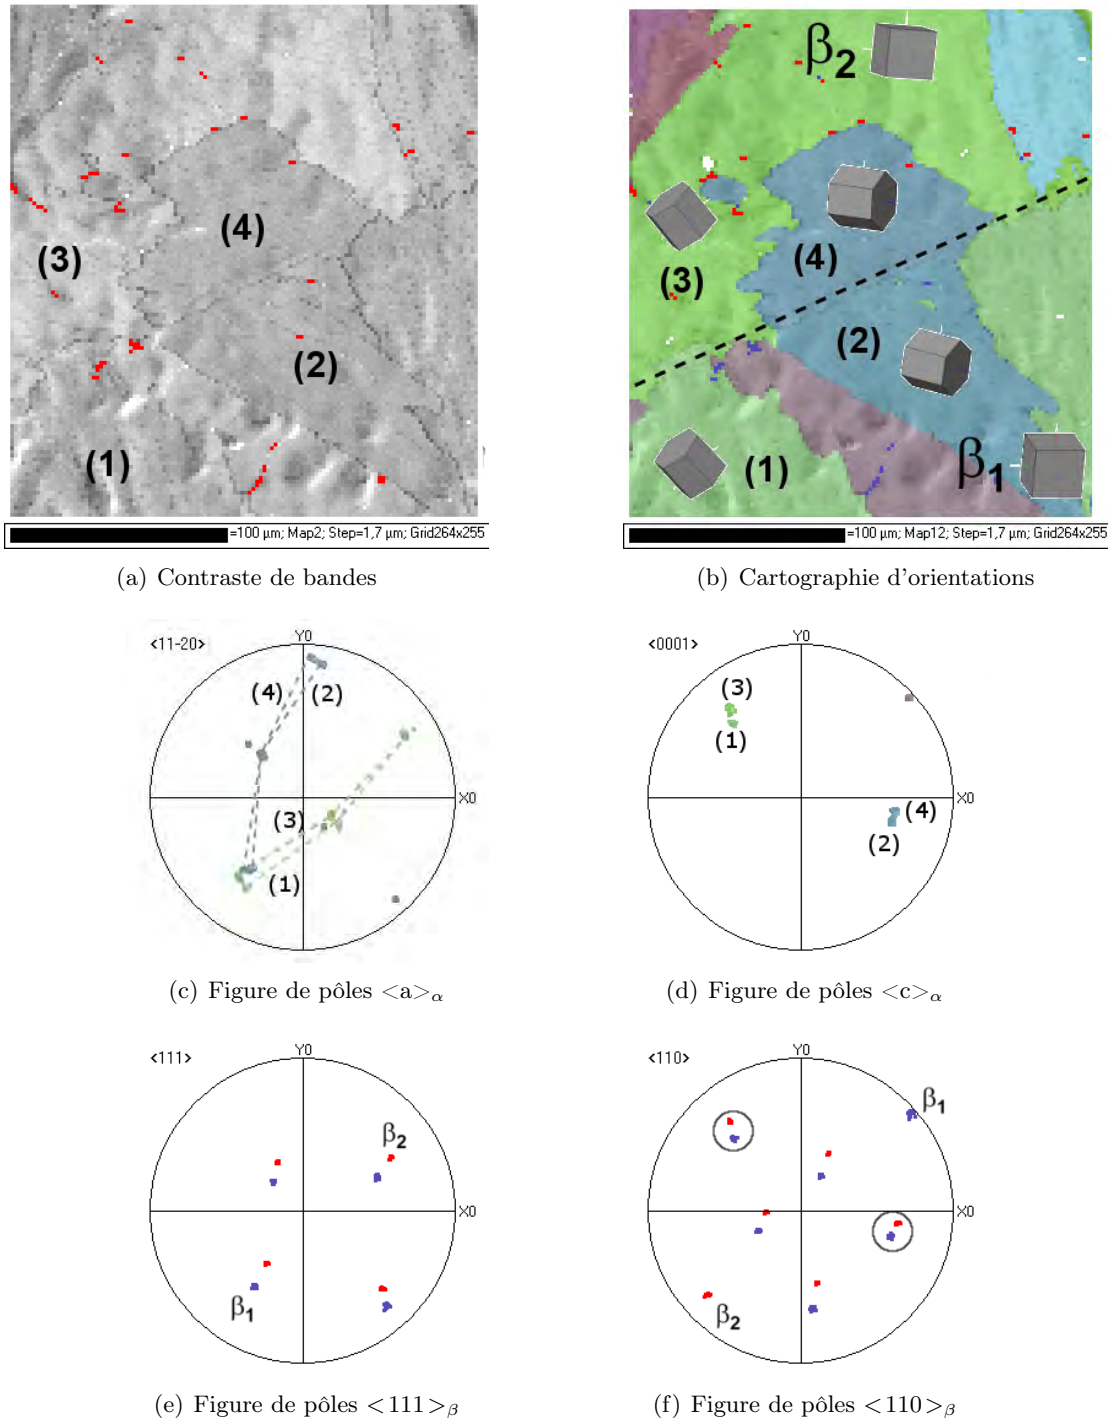 β2
(4)
(3)
(2)
(1)
(4)
(3)
(2)
(1)
β1
=100 µm; Map2; Step=1,7 µm; Grid264x255
=100 µm; Map12; Step=1,7 µm; Grid264x255
(a) Contraste de bandes
(b) Cartographie d'orientations
<11-20>
Y0
(4)
(2)
X0
(3)
(1)
<0001>
Y0
(3)
(1)
X0
(4)
(2)
(c) Figure de pôles <a>α
(d) Figure de pôles <c>α
<111>
Y0
β2
X0
β1
<110>
Y0
β1
X0
β2
(e) Figure de pôles <111>β
(f) Figure de pôles <110>β